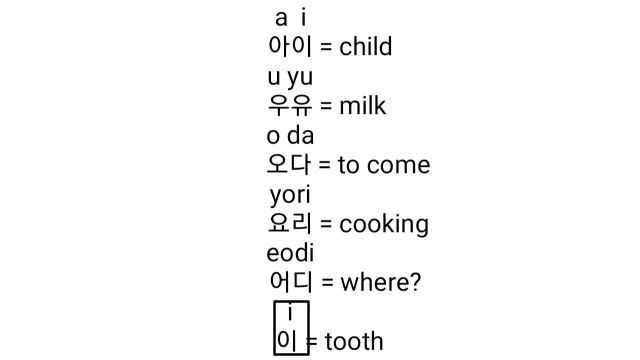 a i
아이 = child
u yu
우유 = milk
o da
오다 = to come
yori
요리 = cooking
eodi
어디 = where?
i
이 = tooth